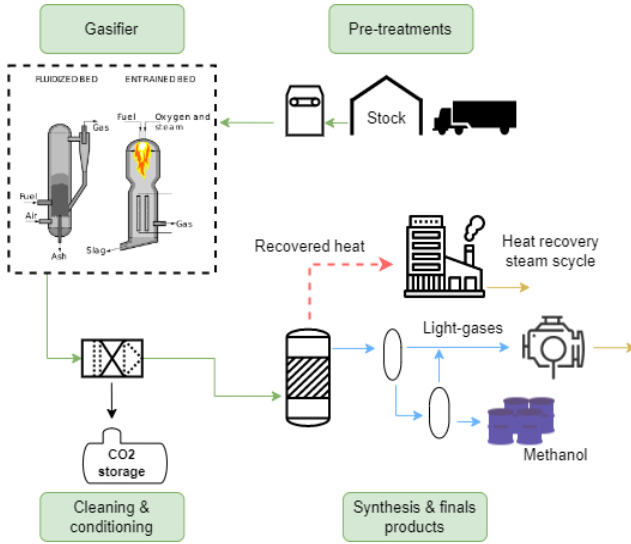 Gasifier
Pre-treatments
FLUIDIZED BED
ENTRAINED BED
Fuel
Oxygen and
steam
Gas
Fuel
Air
Ash
Slag
Gas
Stock
Recovered heat
Heat recovery
steam scycle
Light-gases
Methanol
CO2
storage
Cleaning &
conditioning
Synthesis & finals
products